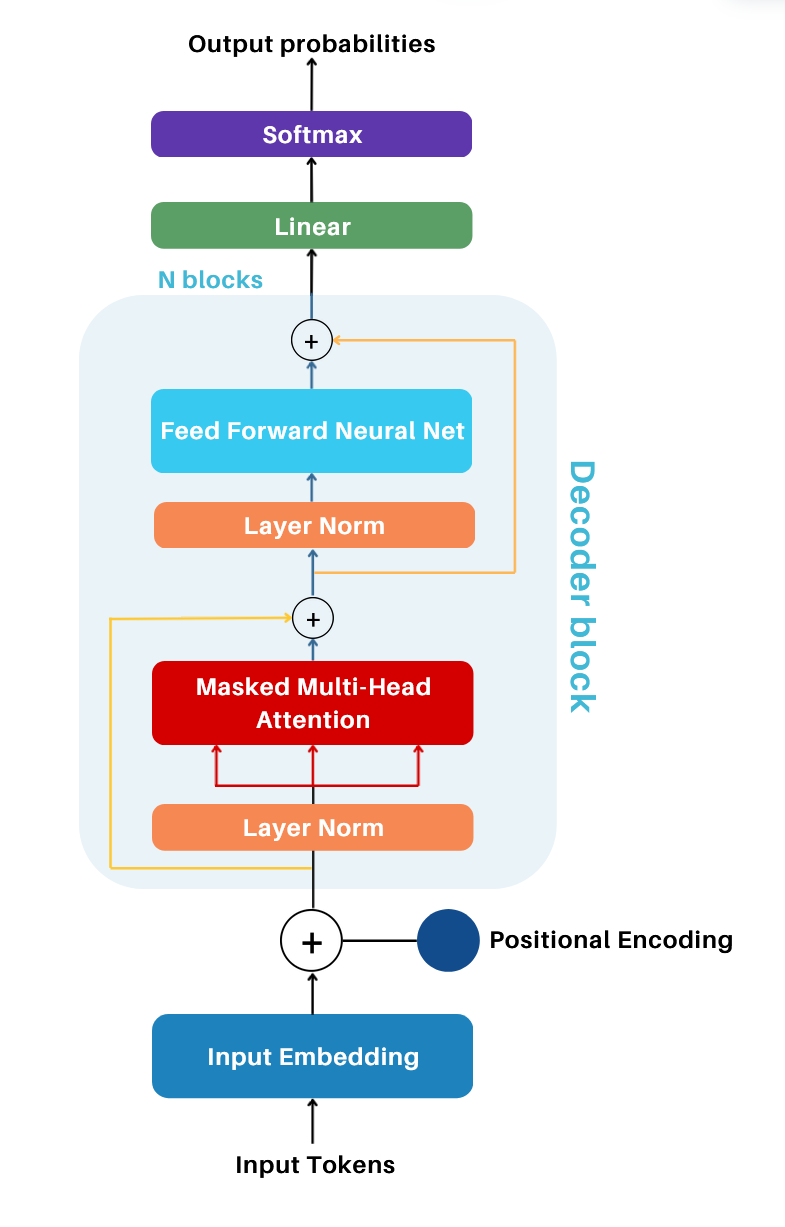 Output probabilities
Softmax
Linear
N blocks
+
Feed Forward Neural Net
Layer Norm
+
Masked Multi-Head
Attention
Layer Norm
Decoder block
+
Positional Encoding
Input Embedding
Input Tokens